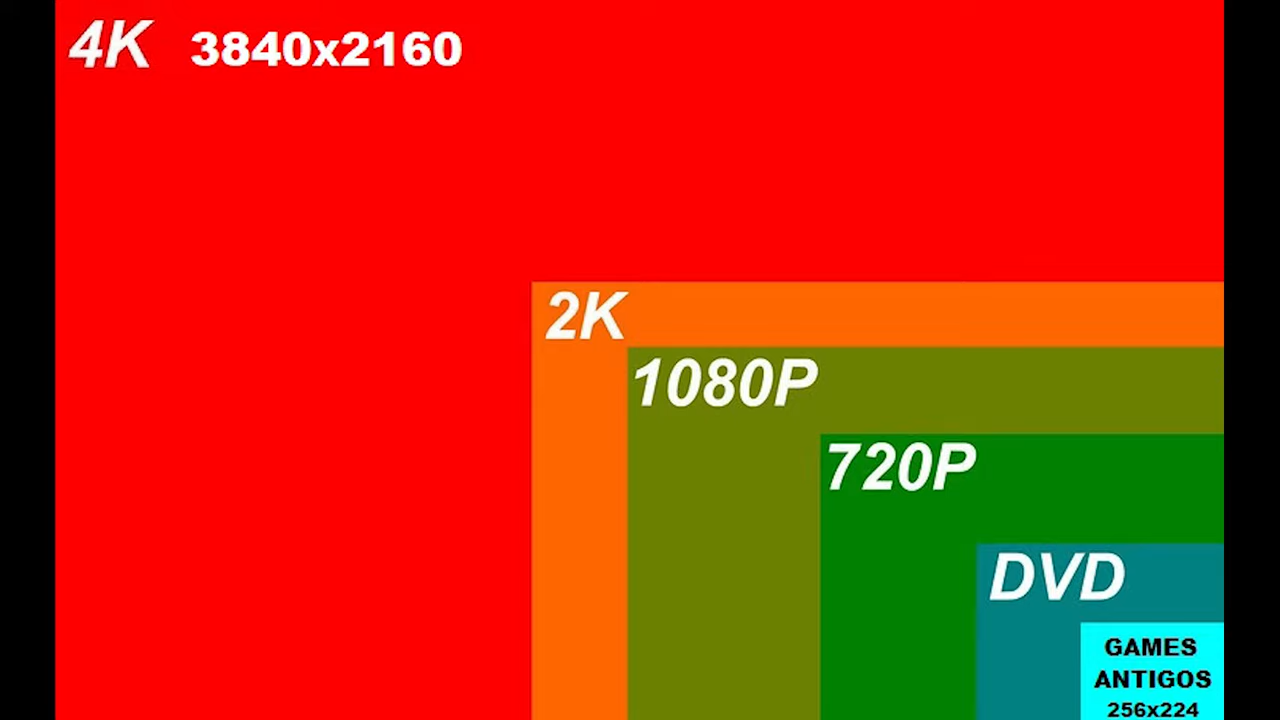 4K 3840x2160
2K
1080P
720P
DVD
GAMES
ANTIGOS
256x224